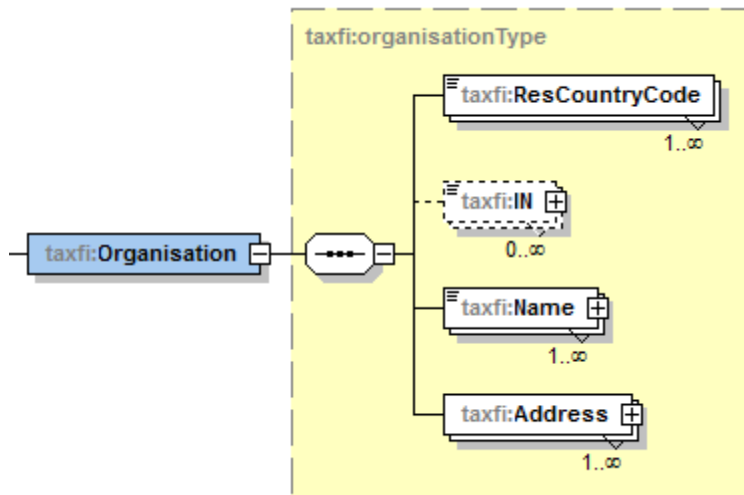 taxfi:organisationType
taxfi:ResCountryCode
1..∞
taxfi:IN
0..∞
taxfi:Organisation
taxfi:Name
1..∞
taxfi:Address
1..∞